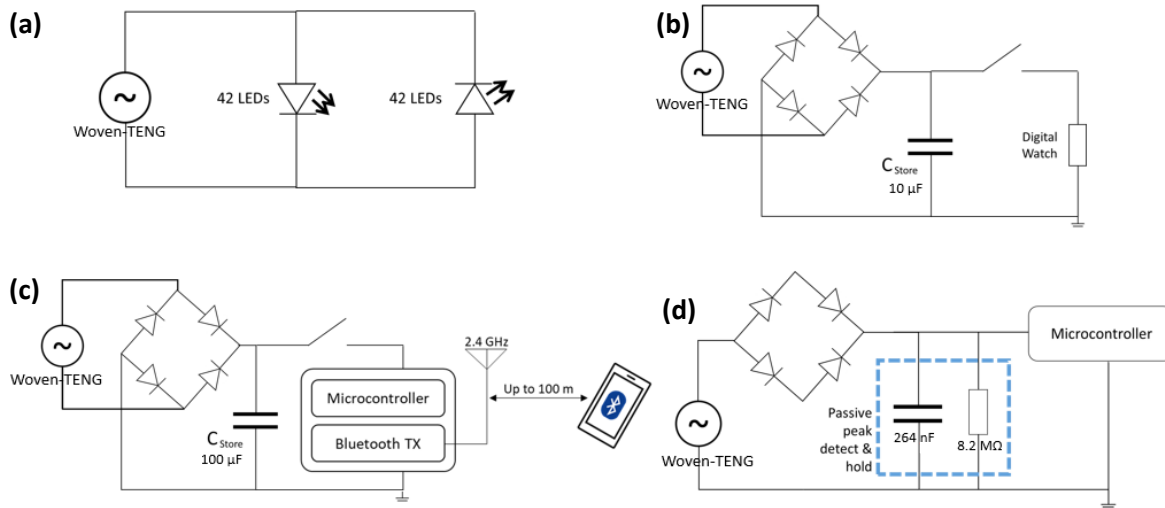 (a)
42 LEDs
42 LEDs
~
Woven-TENG
(b)
~
Woven-TENG
C Store
10 µF
Digital
Watch
(c)
~
Woven-TENG
C Store
100 µF
Microcontroller
Bluetooth TX
2.4 GHz
Up to 100 m
(d)
~
Woven-TENG
Passive
peak
detect &
hold
264 nF
8.2 MΩ
Microcontroller